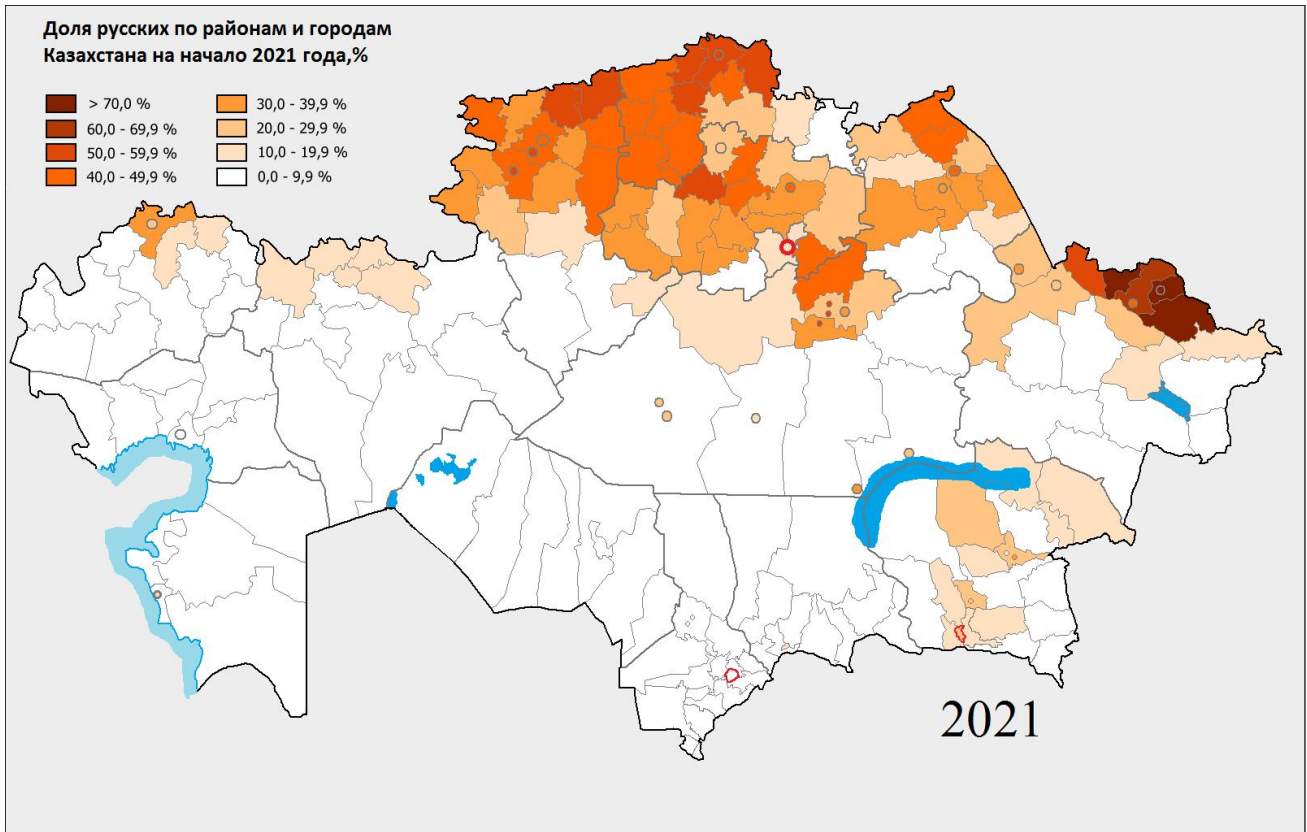 Доля русских по районам и городам
Казахстана на начало 2021 года,%
> 70,0 %
60,0 - 69,9 %
50,0 - 59,9 %
40,0 - 49,9 %
30,0 - 39,9 %
20,0 - 29,9 %
10,0 - 19,9 %
0,0 - 9,9 %
2021